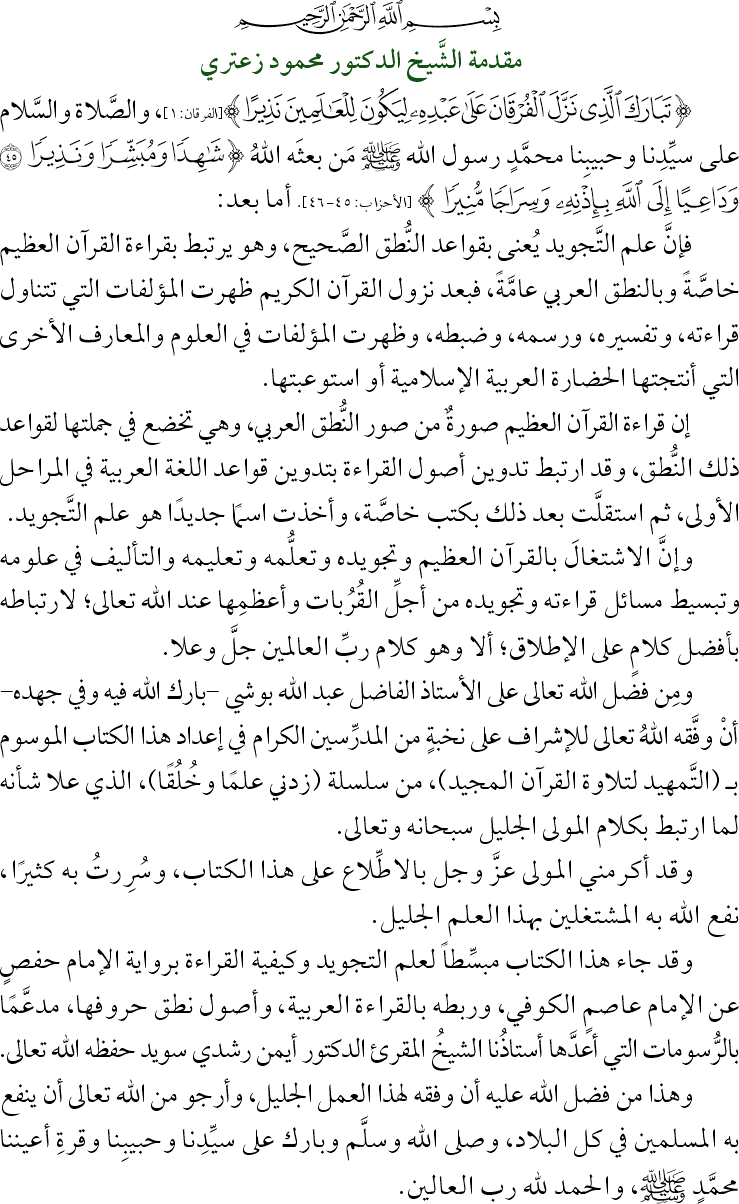 بِسْمِ اللَّهِ الرَّحْمَٰنِ الرَّحِيمِ
مقدمة الشَّيخ الدكتور محمود زعتري
﴿ تَبَارَكَ ٱلَّذِى نَزَّلَ ٱلْفُرْقَانَ عَلَىٰ عَبْدِهِۦ لِيَكُونَ لِلْعَٰلَمِينَ نَذِيرًا ﴾[الفرقان: ١]، والصَّلاة والسَّلام
على سيِّدِنا وحبيبِنا محمَّدٍ رسول الله ﷺ مَن بعثَه اللهُ ﴿ شَٰهِدًا وَمُبَشِّرًا وَنَذِيرًا ٤٥
وَدَاعِيًا إِلَى ٱللَّهِ بِإِذْنِهِۦ وَسِرَاجًا مُّنِيرًا ﴾ [الأحزاب: ٤٥-٤٦]. أما بعد:
فإنَّ علم التَّجويد يُعنى بقواعد النُّطق الصَّحيح، وهو يرتبط بقراءة القرآن العظيم
خاصَّةً وبالنطق العربي عامَّةً، فبعد نزول القرآن الكريم ظهرت المؤلفات التي تتناول
قراءته، وتفسيره، ورسمه، وضبطه، وظهرت المؤلفات في العلوم والمعارف الأخرى
التي أنتجتها الحضارة العربية الإسلامية أو استوعبتها.
إن قراءة القرآن العظيم صورةٌ من صور النُّطق العربي، وهي تخضع في جملتها لقواعد
ذلك النُّطق، وقد ارتبط تدوين أصول القراءة بتدوين قواعد اللغة العربية في المراحل
الأولى، ثم استقلَّت بعد ذلك بكتب خاصَّة، وأخذت اسمًا جديدًا هو علم التَّجويد.
وإنَّ الاشتغالَ بالقرآن العظيم وتجويده وتعلُّمه وتعليمه والتأليف في علومه
وتبسيط مسائل قراءته وتجويده من أجلِّ القُرُبات وأعظمِها عند الله تعالى؛ لارتباطه
بأفضل كلامٍ على الإطلاق؛ ألا وهو كلام ربِّ العالمين جلَّ وعلا.
ومِن فضل الله تعالى على الأستاذ الفاضل عبد الله بوشي –بارك الله فيه وفي جهده–
أنْ وفَّقه اللهُ تعالى للإشراف على نخبةٍ من المدرِّسين الكرام في إعداد هذا الكتاب الموسوم
بـ (التَّمهيد لتلاوة القرآن المجيد)، من سلسلة (زدني علمًا وخُلُقًا)، الذي علا شأنه
لما ارتبط بكلام المولى الجليل سبحانه وتعالى.
وقد أكرمني المولى عزَّ وجل بالاطِّلاع على هذا الكتاب، وسُرِرتُ به كثيرًا،
نفع الله به المشتغلين بهذا العلم الجليل.
وقد جاء هذا الكتاب مبسِّطاً لعلم التجويد وكيفية القراءة برواية الإمام حفصٍ
عن الإمام عاصمٍ الكوفي، وربطه بالقراءة العربية، وأصول نطق حروفها، مدعَّمًا
بالرُّسومات التي أعدَّها أستاذُنا الشيخُ المقرئ الدكتور أيمن رشدي سويد حفظه الله تعالى.
وهذا من فضل الله عليه أن وفقه لهذا العمل الجليل، وأرجو من الله تعالى أن ينفع
به المسلمين في كل البلاد، وصلى الله وسلَّم وبارك على سيِّدِنا وحبيبِنا وقرةِ أعيننا
محمَّدٍ ﷺ، والحمد لله رب العالين.